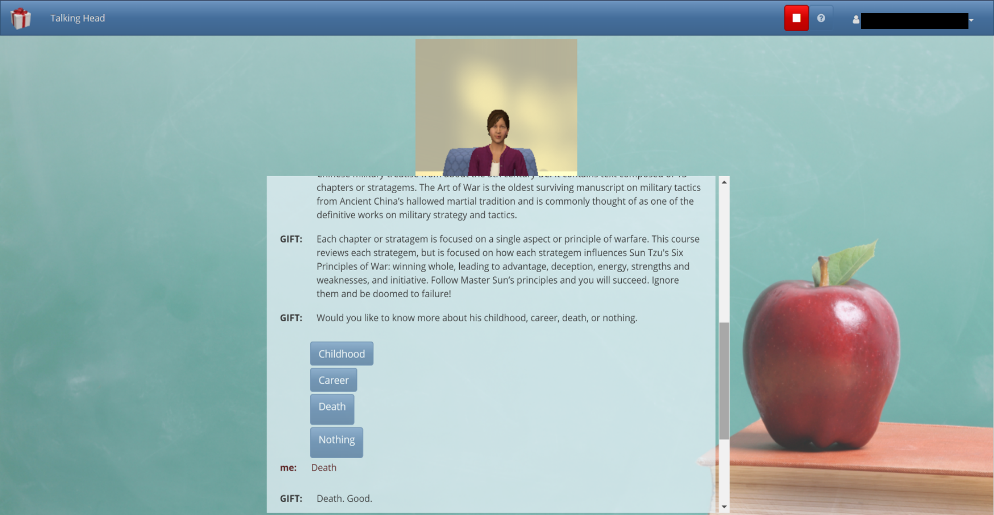 Talking Head
chapters or stratagems. The Art of War is the oldest surviving manuscript on military tactics
from Ancient China's hallowed martial tradition and is commonly thought of as one of the
definitive works on military strategy and tactics.
GIFT: Each chapter or stratagem is focused on a single aspect or principle of warfare. This course
reviews each strategem, but is focused on how each strategem influences Sun Tzu's Six
Principles of War: winning whole, leading to advantage, deception, energy, strengths and
weaknesses, and initiative. Follow Master Sun's principles and you will succeed. Ignore
them and be doomed to failure!
GIFT: Would you like to know more about his childhood, career, death, or nothing.
Childhood
Career
Death
Nothing
me: Death
GIFT: Death. Good.